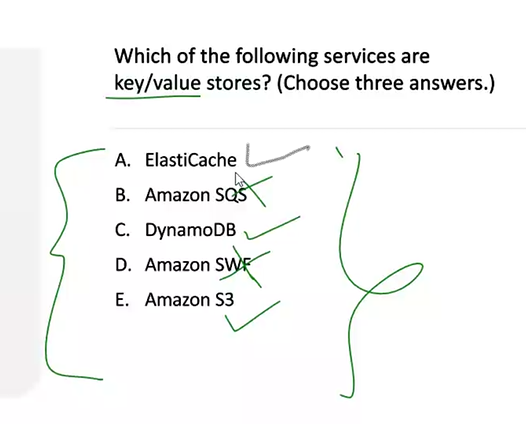 Which of the following services are
key/value stores? (Choose three answers.)
A. ElastiCache
B. Amazon SQS
C. DynamoDB
D. Amazon SWF
E. Amazon S3